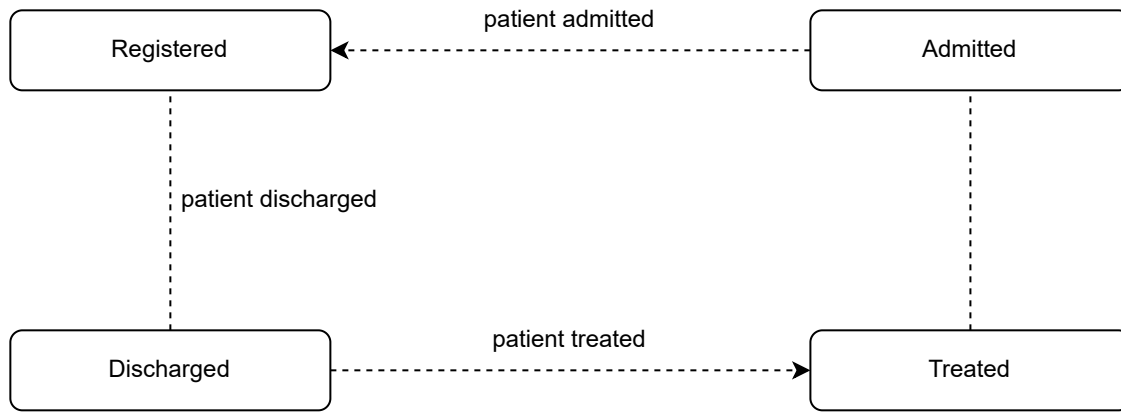 patient admitted
Registered
Admitted
patient discharged
patient treated
Discharged
Treated